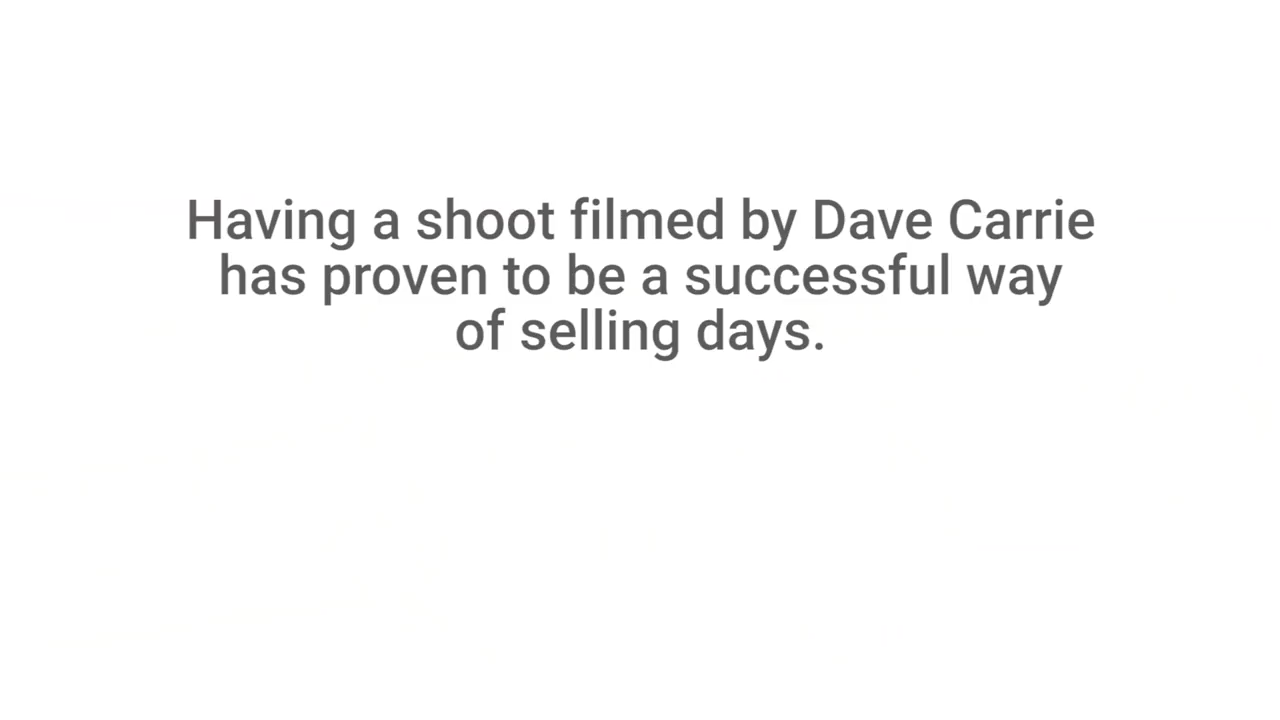 Having a shoot filmed by Dave Carrie
has proven to be a successful way
of selling days.